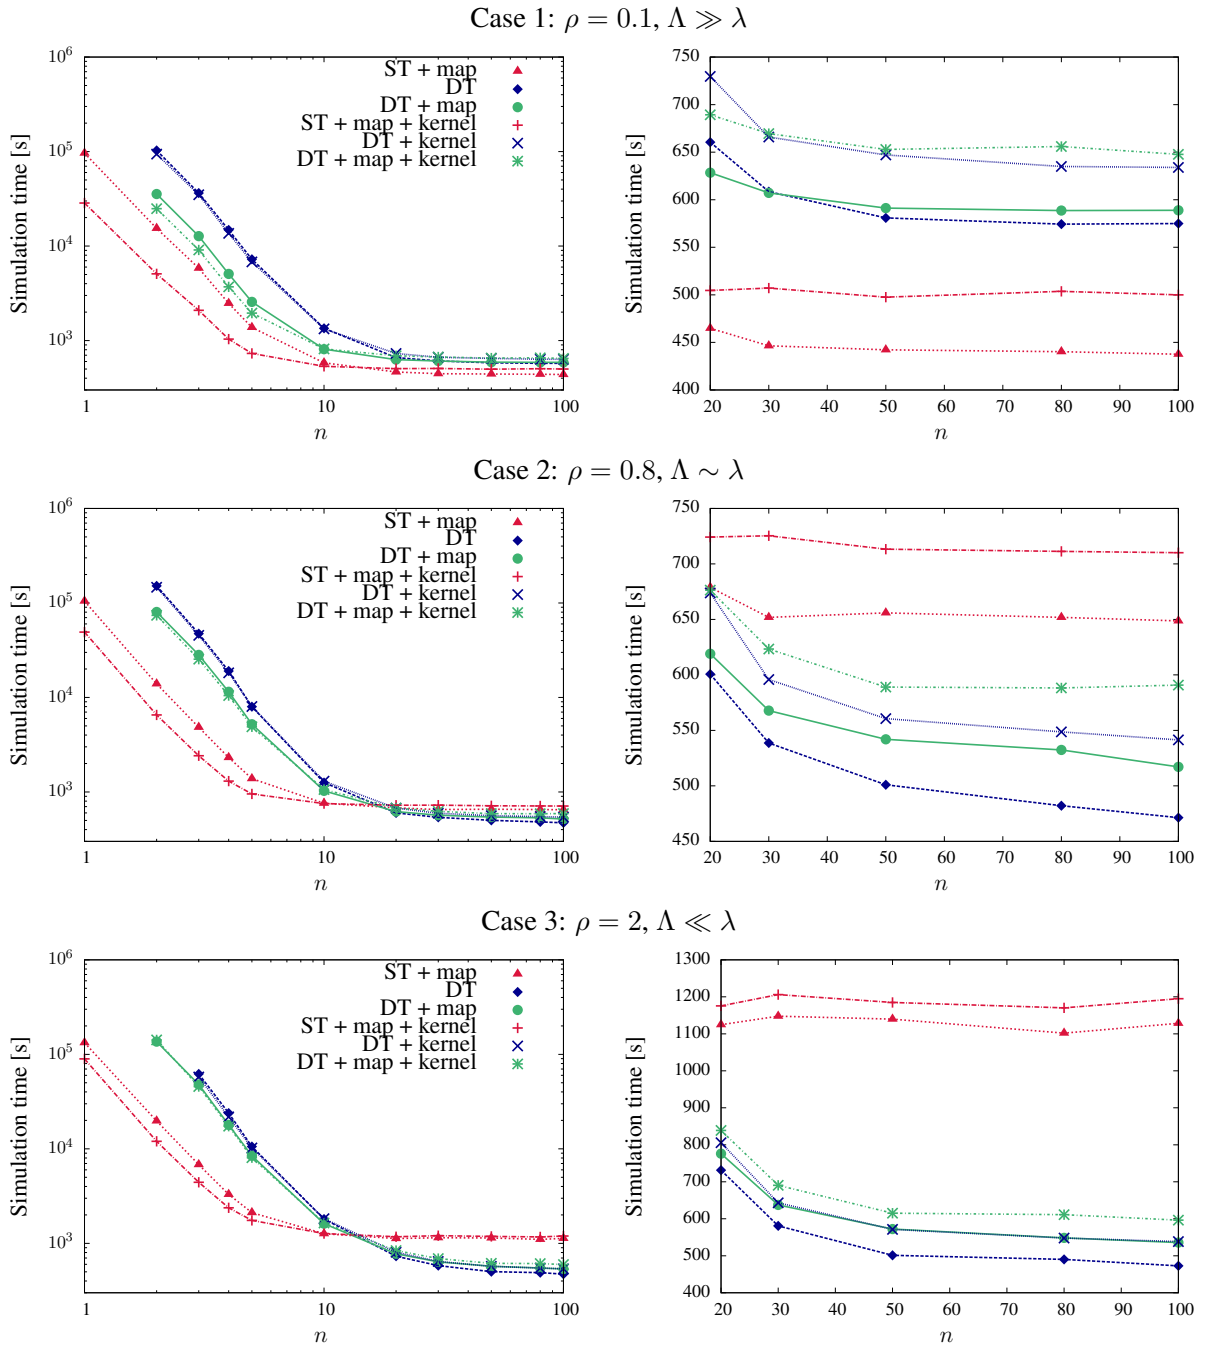 Case 1: ρ = 0.1, Λ ≫ λ
Simulation time [s]
10^6
10^5
10^4
10^3
1 10 100
n
ST + map
DT
DT + map
ST + map + kernel
DT + kernel
DT + map + kernel
Simulation time [s]
750
700
650
600
550
500
450
400
20 30 40 50 60 70 80 90 100
n
Case 2: ρ = 0.8, Λ ∼ λ
Simulation time [s]
10^6
10^5
10^4
10^3
1 10 100
n
ST + map
DT
DT + map
ST + map + kernel
DT + kernel
DT + map + kernel
Simulation time [s]
750
700
650
600
550
500
450
20 30 40 50 60 70 80 90 100
n
Case 3: ρ = 2, Λ ≪ λ
Simulation time [s]
10^6
10^5
10^4
10^3
1 10 100
n
ST + map
DT
DT + map
ST + map + kernel
DT + kernel
DT + map + kernel
Simulation time [s]
1300
1200
1100
1000
900
800
700
600
500
400
20 30 40 50 60 70 80 90 100
n